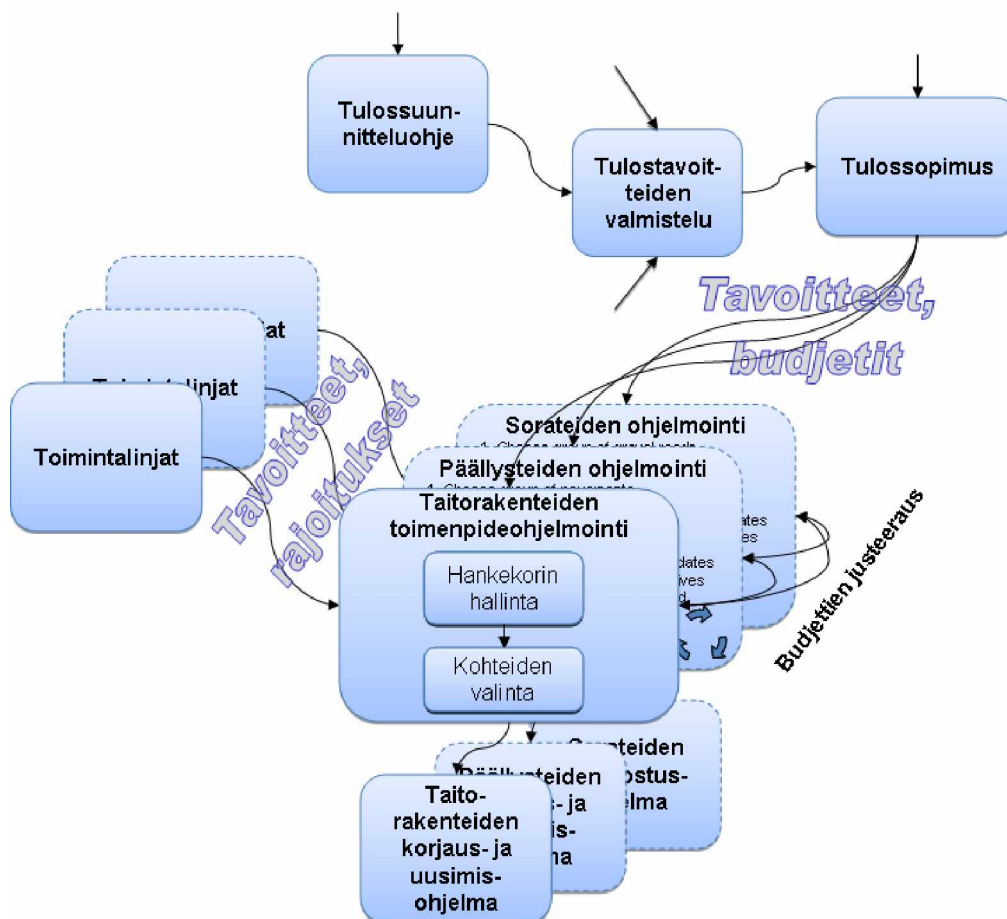 Tulossuun-
nitteluohje
Tulostavoit-
teiden
valmistelu
Tulossopimus
Tavoitteet,
budjetit
Toimintalinjat
Tavoitteet,
rajoitukset
Sorateiden ohjelmointi
Päällysteiden ohjelmointi
Taitorakenteiden
toimenpideohjelmointi
Hankekorin
hallinta
Kohteiden
valinta
Budjettien justeeraus
Päällysteiden
Taito-
rakenteiden
korjaus- ja
uusimis-
ohjelma